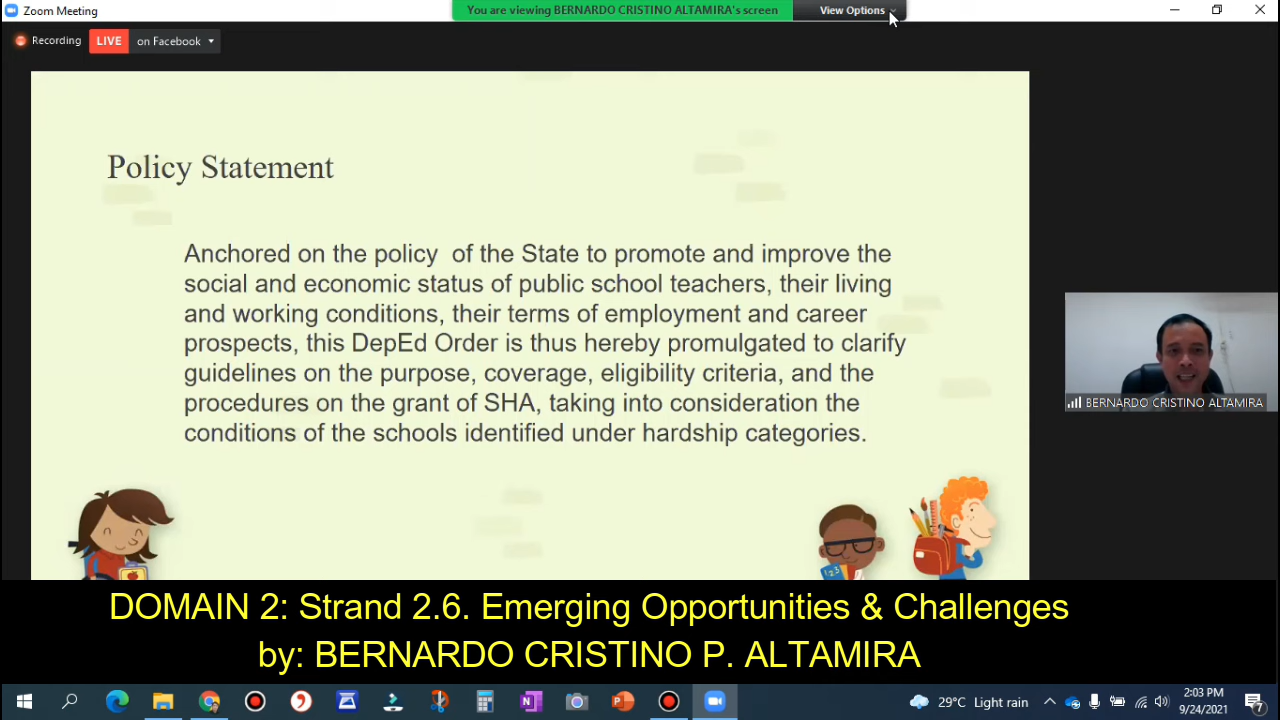 Zoom Meeting
You are viewing BERNARDO CRISTINO ALTAMIRA's screen
View Options
Recording
LIVE
on Facebook
Policy Statement
Anchored on the policy of the State to promote and improve the
social and economic status of public school teachers, their living
and working conditions, their terms of employment and career
prospects, this DepEd Order is thus hereby promulgated to clarify
guidelines on the purpose, coverage, eligibility criteria, and the
procedures on the grant of SHA, taking into consideration the
conditions of the schools identified under hardship categories.
BERNARDO CRISTINO ALTAMIRA
123
DOMAIN 2: Strand 2.6. Emerging Opportunities & Challenges
by: BERNARDO CRISTINO P. ALTAMIRA
29°C Light rain
2:03 PM
9/24/2021
7